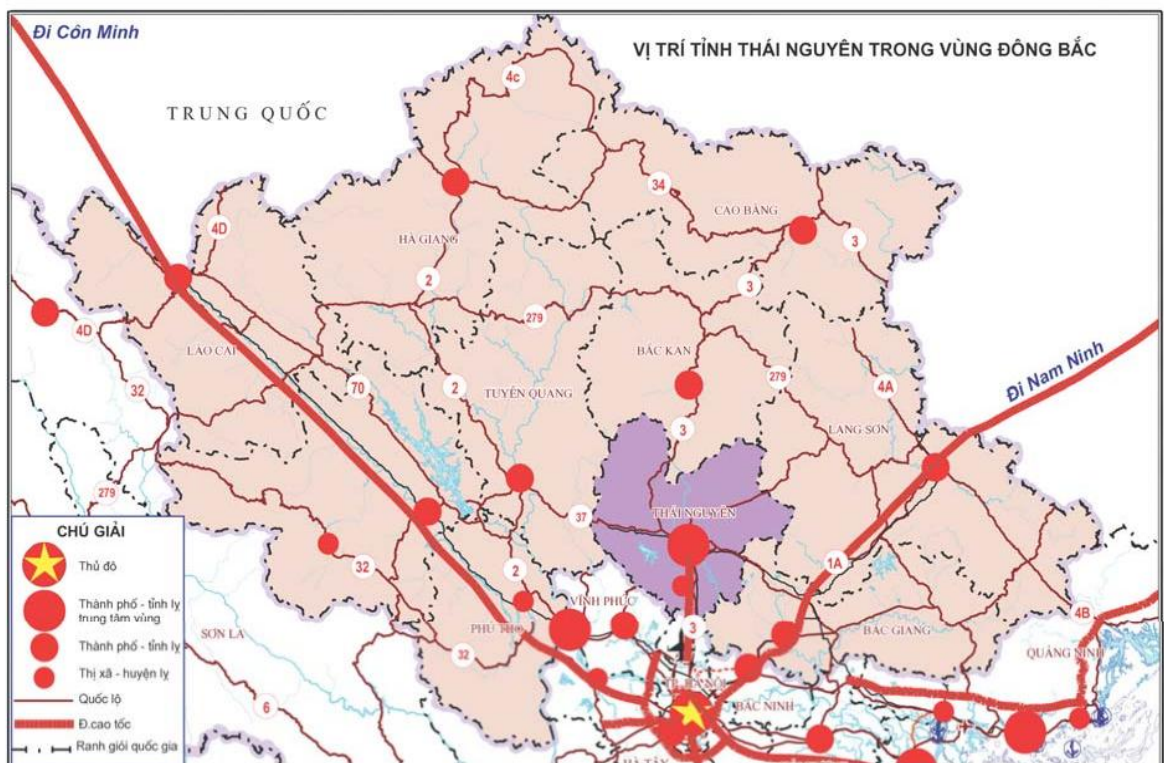 Đi Côn Minh
VỊ TRÍ TỈNH THÁI NGUYÊN TRONG VÙNG ĐÔNG BẮC
4c
TRUNG QUỐC
34
CAO BẰNG
4D
HÀ GIANG
3
2
3
279
4D
LÀO CAI
BẮC KAN
Đi Nam Ninh
32
70
2
TUYÊN QUANG
279
4A
3
LẠNG SƠN
279
37
THÁI NGUYÊN
CHÚ GIẢI
Thủ đô
Thành phố - tỉnh lỵ
trung tâm vùng
Thành phố - tỉnh lỵ
Thị xã - huyện lỵ
Quốc lộ
Đ.cao tốc
Ranh giới quốc gia
32
2
1A
VĨNH PHÚC
4B
SƠN LA
PHÚ THỌ
3
BẮC GIANG
32
QUẢNG NINH
6
BẮC NINH
HÀ TÂY